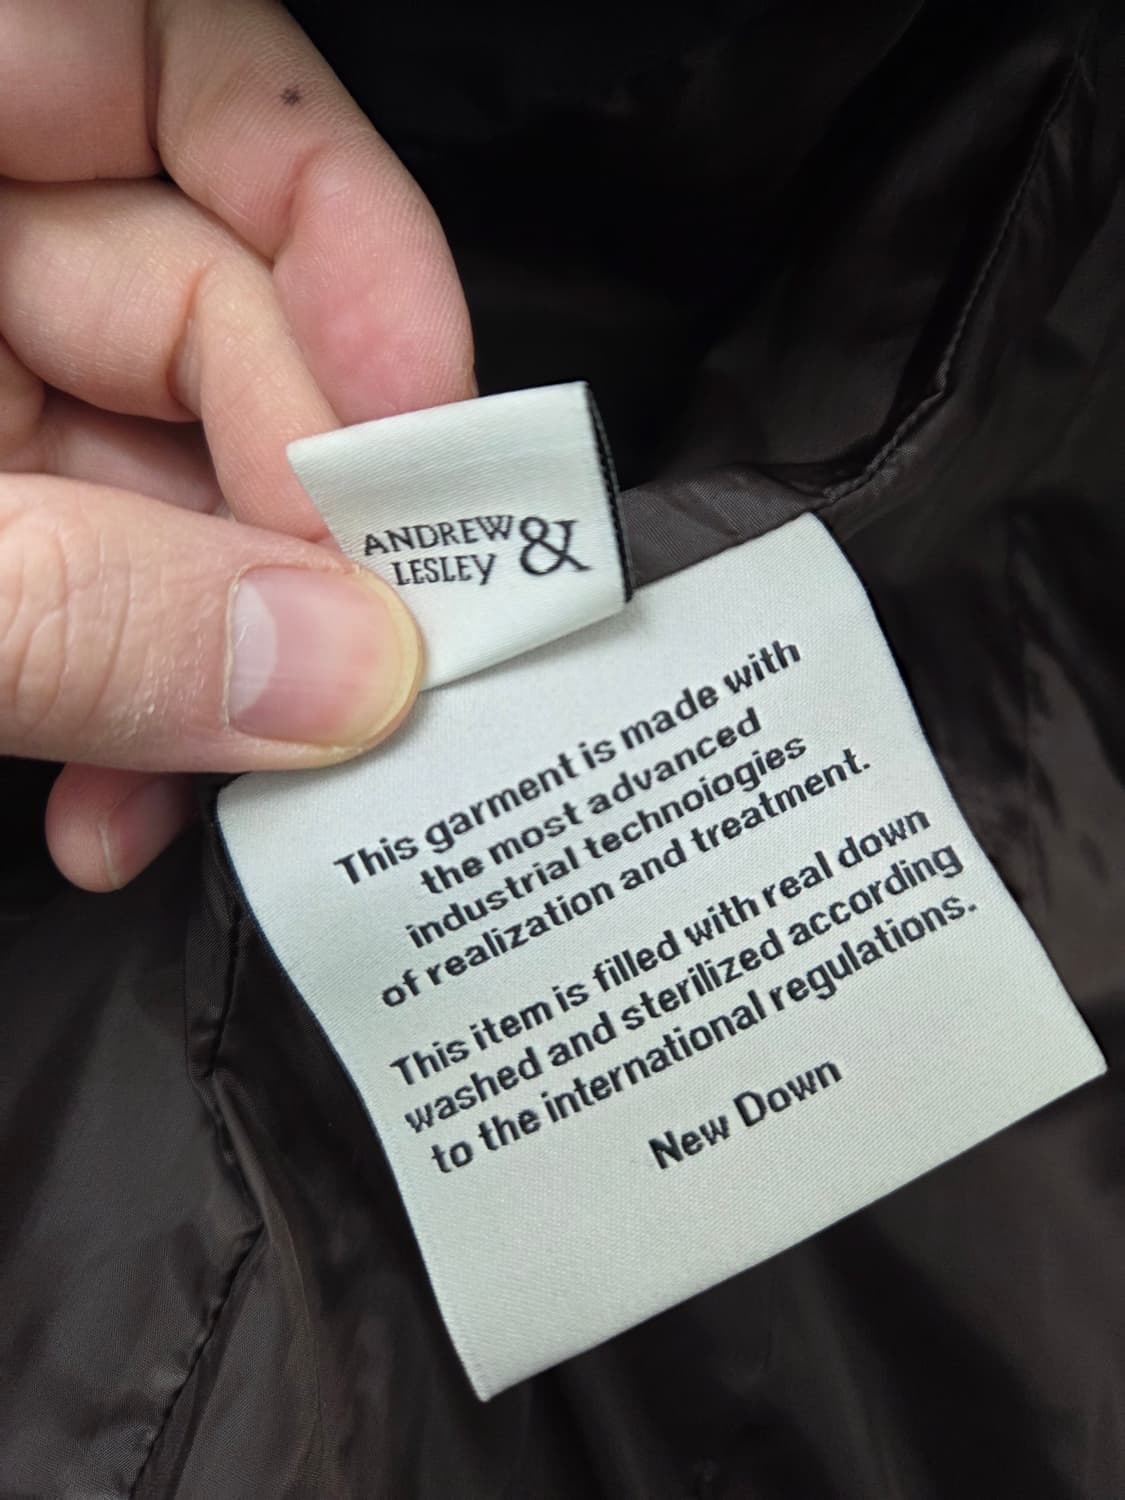 ANDREW &
LESLEY
This garment is made with
the most advanced
industrial technoiogies
of realization and treatment.
This item is filled with real down
washed and sterilized according
to the international regulations.
New Down